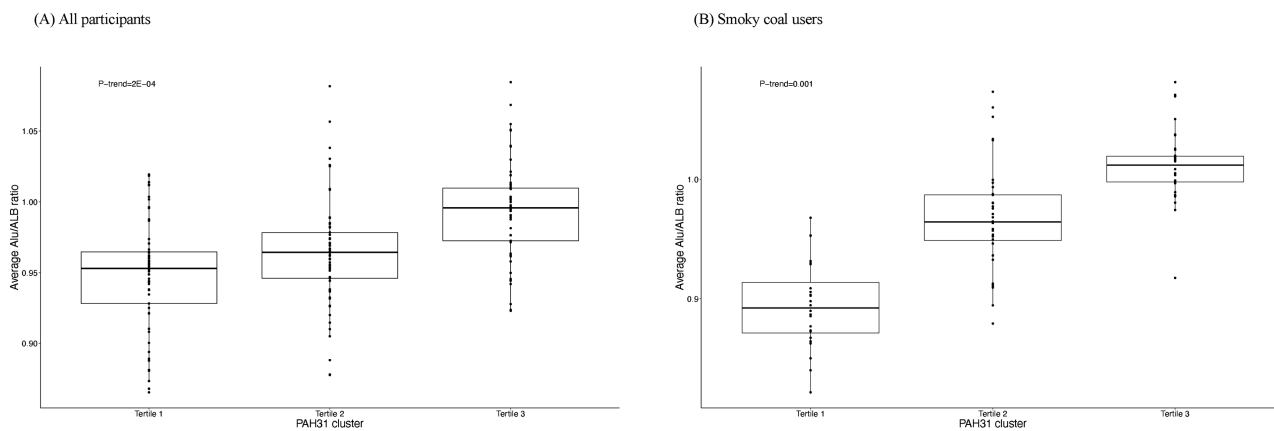 (A) All participants
P-trend=2E-04
Average Alu/ALB ratio
1.05
1.00
0.95
0.90
Tertile 1
Tertile 2
Tertile 3
PAH31 cluster
(B) Smoky coal users
P-trend=0.001
Average Alu/ALB ratio
1.0
0.9
Tertile 1
Tertile 2
Tertile 3
PAH31 cluster